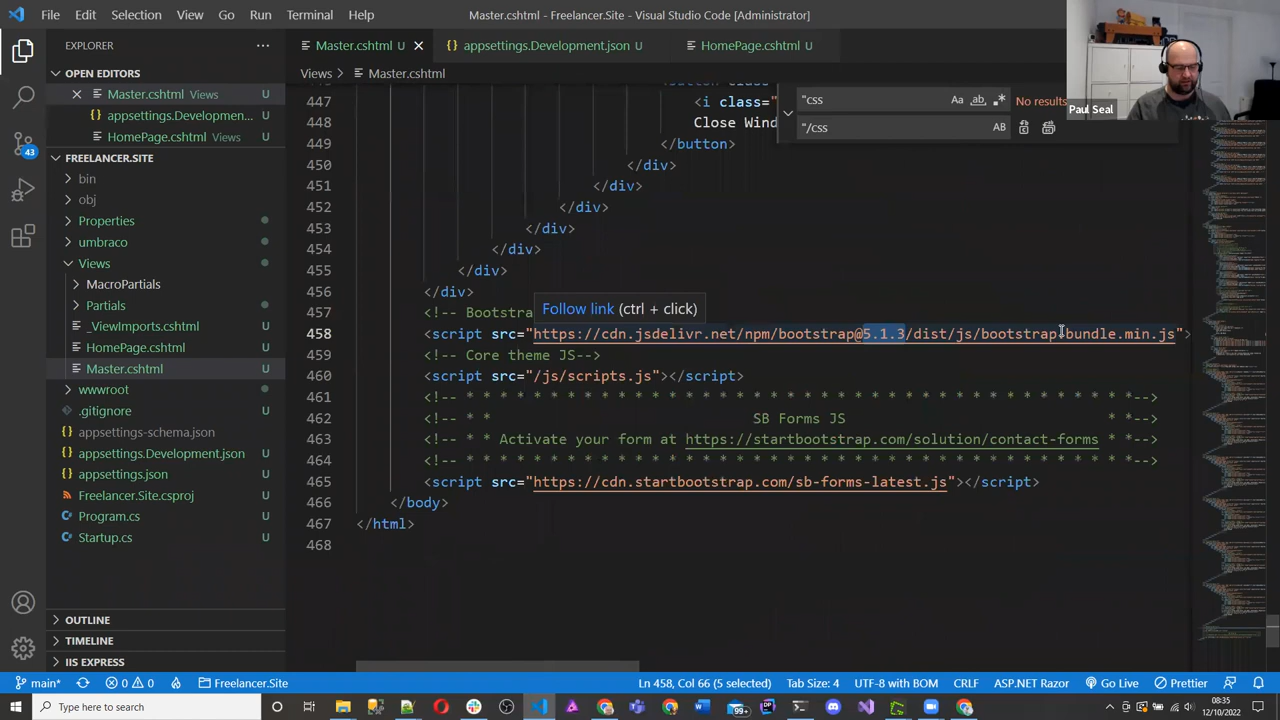 File Edit Selection View Go Run Terminal Help Master.cshtml - Freelancer.Site - Visual Studio Code [Administrator]
EXPLORER
Master.cshtml U
appsettings.Development.json U
HomePage.cshtml U
OPEN EDITORS
Views > Master.cshtml
Master.cshtml Views U
appsettings.Developmen... U
HomePage.cshtml Views U
FREELANCER.SITE
bin
obj
Properties
umbraco
Views
MacroPartials
Partials
_ViewImports.cshtml U
HomePage.cshtml U
Master.cshtml U
wwwroot
.gitignore U
appsettings-schema.json
appsettings.Development.json U
appsettings.json U
Freelancer.Site.csproj U
Program.cs U
Startup.cs U
OUTLINE
TIMELINE
IIS EXPRESS
43
"css Aa ab No results
"/css AB
Paul Seal
447 <i class="
448 Close Wind
449 </button>
450 </div>
451 </div>
452 </div>
453 </div>
454 </div>
455 </div>
456 </div>
Follow link (ctrl + click)
457 <!-- Bootstra
458 <script src="https://cdn.jsdelivr.net/npm/bootstrap@5.1.3/dist/js/bootstrap.bundle.min.js">
459 <!-- Core theme JS-->
460 <script src="/js/scripts.js"></script>
461 <!-- * * * * * * * * * * * * * * * * * * * * * * * * * * * * * * * * * * * * * * * *-->
462 <!-- * * SB Forms JS * *-->
463 <!-- * * Activate your form at https://startbootstrap.com/solution/contact-forms * *-->
464 <!-- * * * * * * * * * * * * * * * * * * * * * * * * * * * * * * * * * * * * * * * *-->
465 <script src="https://cdn.startbootstrap.com/sb-forms-latest.js"></script>
466 </body>
467 </html>
468
main* 0 0 Freelancer.Site Ln 458, Col 66 (5 selected) Tab Size: 4 UTF-8 with BOM CRLF ASP.NET Razor Go Live Prettier
Type here to search
99+
08:35
12/10/2022